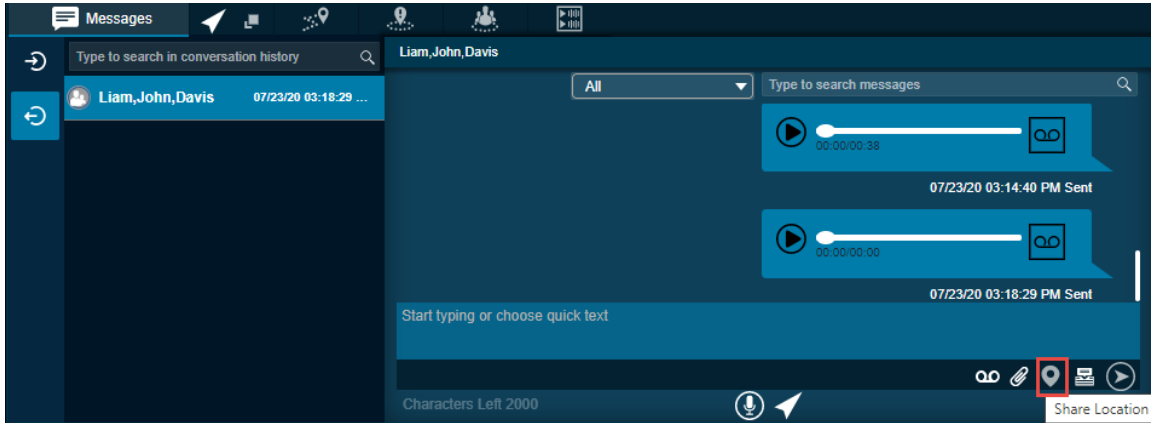 Messages
Type to search in conversation history
Liam,John,Davis 07/23/20 03:18:29 ...
Liam,John,Davis
All
Type to search messages
00:00/00:38
07/23/20 03:14:40 PM Sent
00:00/00:00
07/23/20 03:18:29 PM Sent
Start typing or choose quick text
Characters Left 2000
Share Location